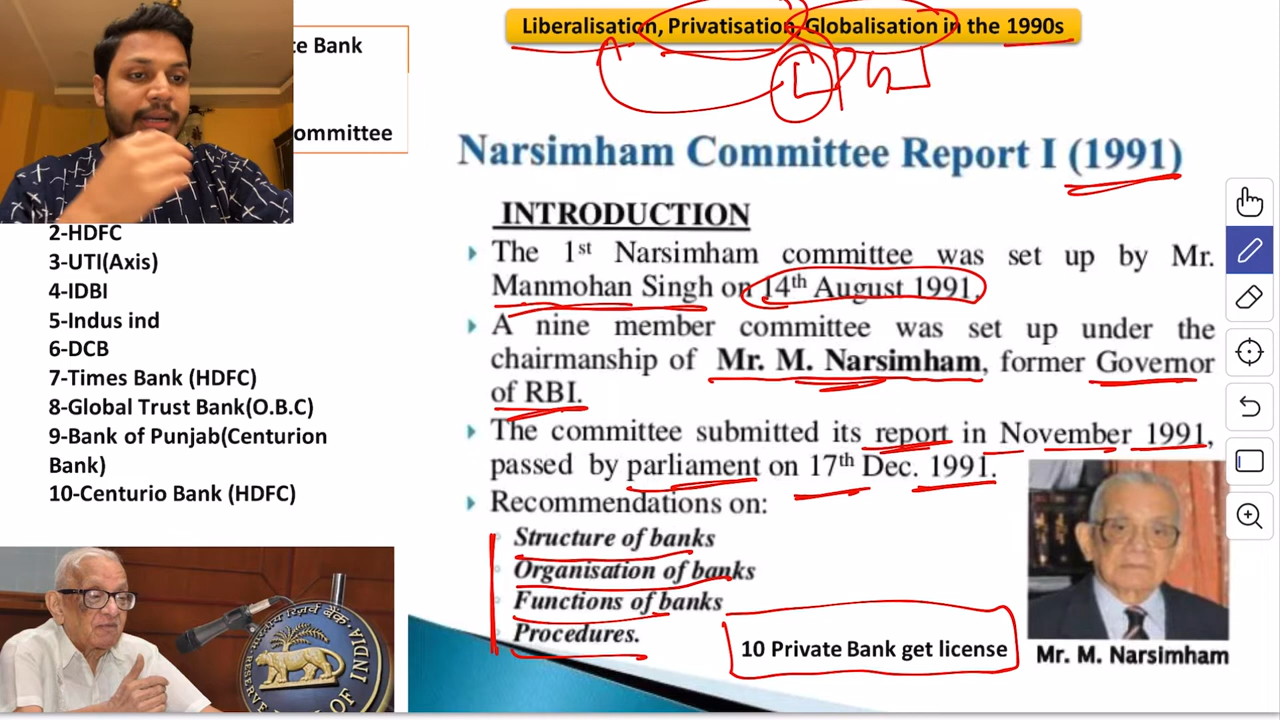 Liberalisation, Privatisation, Globalisation in the 1990s
te Bank
ommittee
L P G
2-HDFC
3-UTI(Axis)
4-IDBI
5-Indus ind
6-DCB
7-Times Bank (HDFC)
8-Global Trust Bank(O.B.C)
9-Bank of Punjab(Centurion
Bank)
10-Centurio Bank (HDFC)
Narsimham Committee Report I (1991)
INTRODUCTION
The 1st Narsimham committee was set up by Mr.
Manmohan Singh on 14th August 1991.
A nine member committee was set up under the
chairmanship of Mr. M. Narsimham, former Governor
of RBI.
The committee submitted its report in November 1991,
passed by parliament on 17th Dec. 1991.
Recommendations on:
Structure of banks
Organisation of banks
Functions of banks
Procedures.
10 Private Bank get license
Mr. M. Narsimham
भारतीय रिज़र्व बैंक
RESERVE
OF INDIA